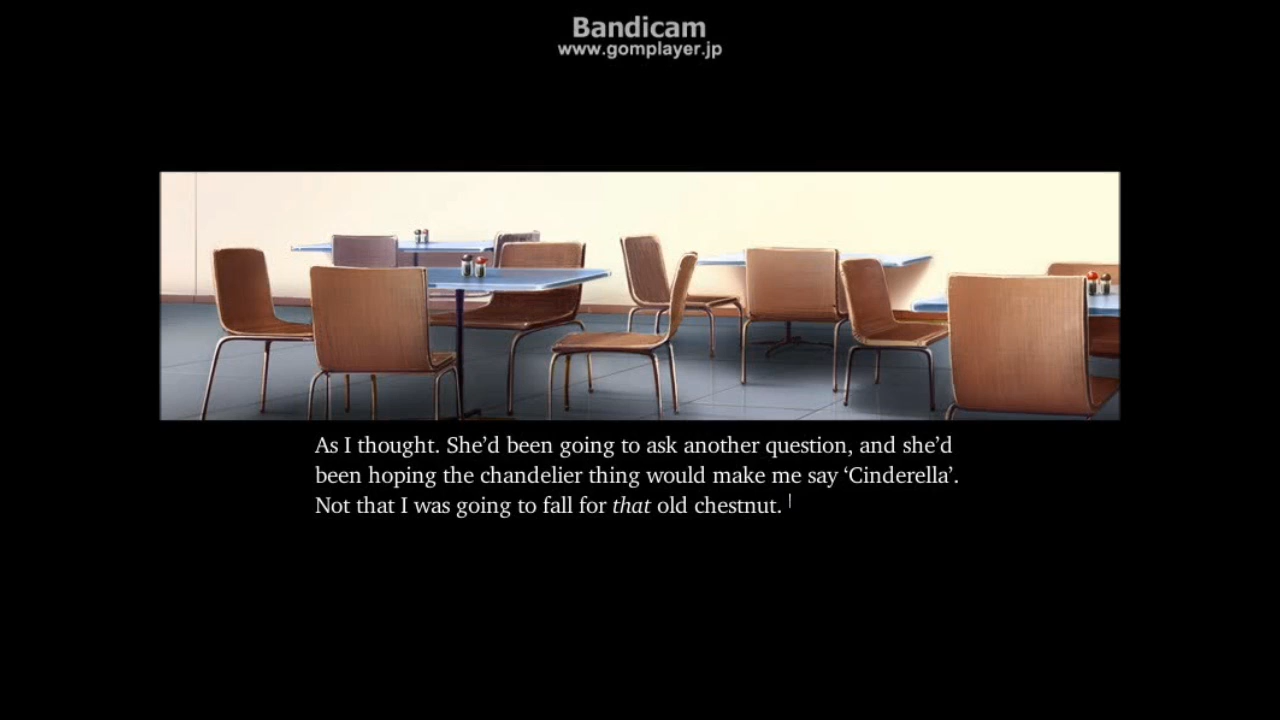 Bandicam
www.gomplayer.jp
As I thought. She’d been going to ask another question, and she’d
been hoping the chandelier thing would make me say ‘Cinderella’.
Not that I was going to fall for that old chestnut.